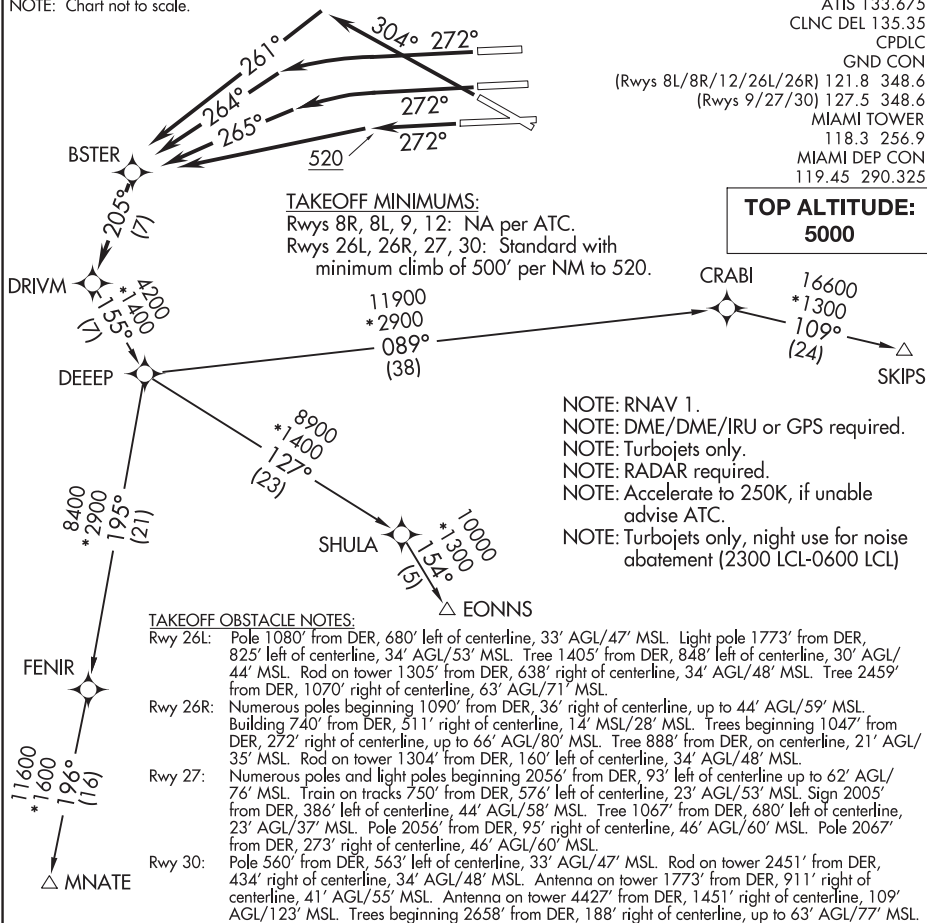 NOTE: Chart not to scale.
ATIS 133.675
CLNC DEL 135.35
CPDLC
GND CON
(Rwys 8L/8R/12/26L/26R) 121.8 348.6
(Rwys 9/27/30) 127.5 348.6
MIAMI TOWER
118.3 256.9
MIAMI DEP CON
119.45 290.325
TOP ALTITUDE:
5000
304°
272°
261°
264°
272°
265°
272°
520
BSTER
205°
(7)
TAKEOFF MINIMUMS:
Rwys 8R, 8L, 9, 12: NA per ATC.
Rwys 26L, 26R, 27, 30: Standard with
minimum climb of 500' per NM to 520.
DRIVM
4200
*1400
155°
(7)
DEEEP
11900
*2900
089°
(38)
CRABI
16600
*1300
109°
(24)
SKIPS
8900
*1400
127°
(23)
SHULA
10000
*1300
154°
(5)
EONNS
8400
*2900
195°
(21)
FENIR
11600
*1600
196°
(16)
MNATE
NOTE: RNAV 1.
NOTE: DME/DME/IRU or GPS required.
NOTE: Turbojets only.
NOTE: RADAR required.
NOTE: Accelerate to 250K, if unable
advise ATC.
NOTE: Turbojets only, night use for noise
abatement (2300 LCL-0600 LCL)
TAKEOFF OBSTACLE NOTES:
Rwy 26L: Pole 1080' from DER, 680' left of centerline, 33' AGL/47' MSL. Light pole 1773' from DER,
825' left of centerline, 34' AGL/53' MSL. Tree 1405' from DER, 848' left of centerline, 30' AGL/
44' MSL. Rod on tower 1305' from DER, 638' right of centerline, 34' AGL/48' MSL. Tree 2459'
from DER, 1070' right of centerline, 63' AGL/71' MSL.
Rwy 26R: Numerous poles beginning 1090' from DER, 36' right of centerline, up to 44' AGL/59' MSL.
Building 740' from DER, 511' right of centerline, 14' MSL/28' MSL. Trees beginning 1047' from
DER, 272' right of centerline, up to 66' AGL/80' MSL. Tree 888' from DER, on centerline, 21' AGL/
35' MSL. Rod on tower 1304' from DER, 160' left of centerline, 34' AGL/48' MSL.
Rwy 27: Numerous poles and light poles beginning 2056' from DER, 93' left of centerline up to 62' AGL/
76' MSL. Train on tracks 750' from DER, 576' left of centerline, 23' AGL/53' MSL. Sign 2005'
from DER, 386' left of centerline, 44' AGL/58' MSL. Tree 1067' from DER, 680' left of centerline,
23' AGL/37' MSL. Pole 2056' from DER, 95' right of centerline, 46' AGL/60' MSL. Pole 2067'
from DER, 273' right of centerline, 46' AGL/60' MSL.
Rwy 30: Pole 560' from DER, 563' left of centerline, 33' AGL/47' MSL. Rod on tower 2451' from DER,
434' right of centerline, 34' AGL/48' MSL. Antenna on tower 1773' from DER, 911' right of
centerline, 41' AGL/55' MSL. Antenna on tower 4427' from DER, 1451' right of centerline, 109'
AGL/123' MSL. Trees beginning 2658' from DER, 188' right of centerline, up to 63' AGL/77' MSL.